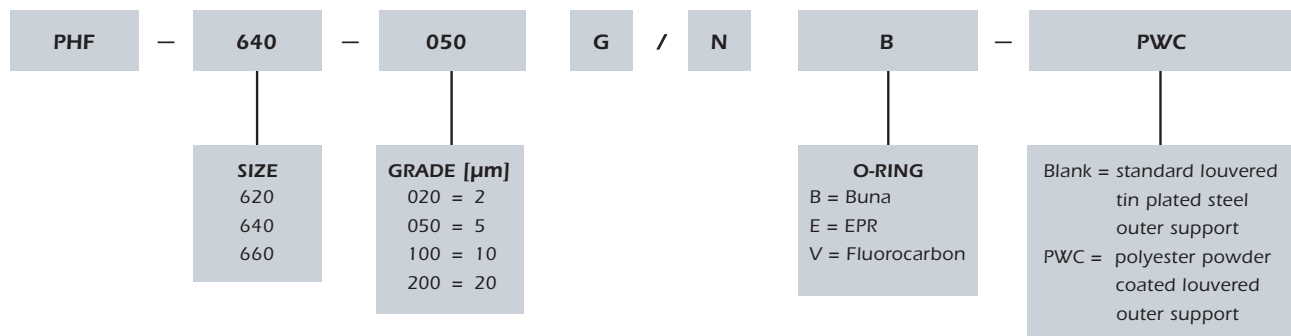 PHF – 640 – 050 G / N B – PWC
SIZE
620
640
660
GRADE [µm]
020 = 2
050 = 5
100 = 10
200 = 20
O-RING
B = Buna
E = EPR
V = Fluorocarbon
Blank = standard louvered
tin plated steel
outer support
PWC = polyester powder
coated louvered
outer support